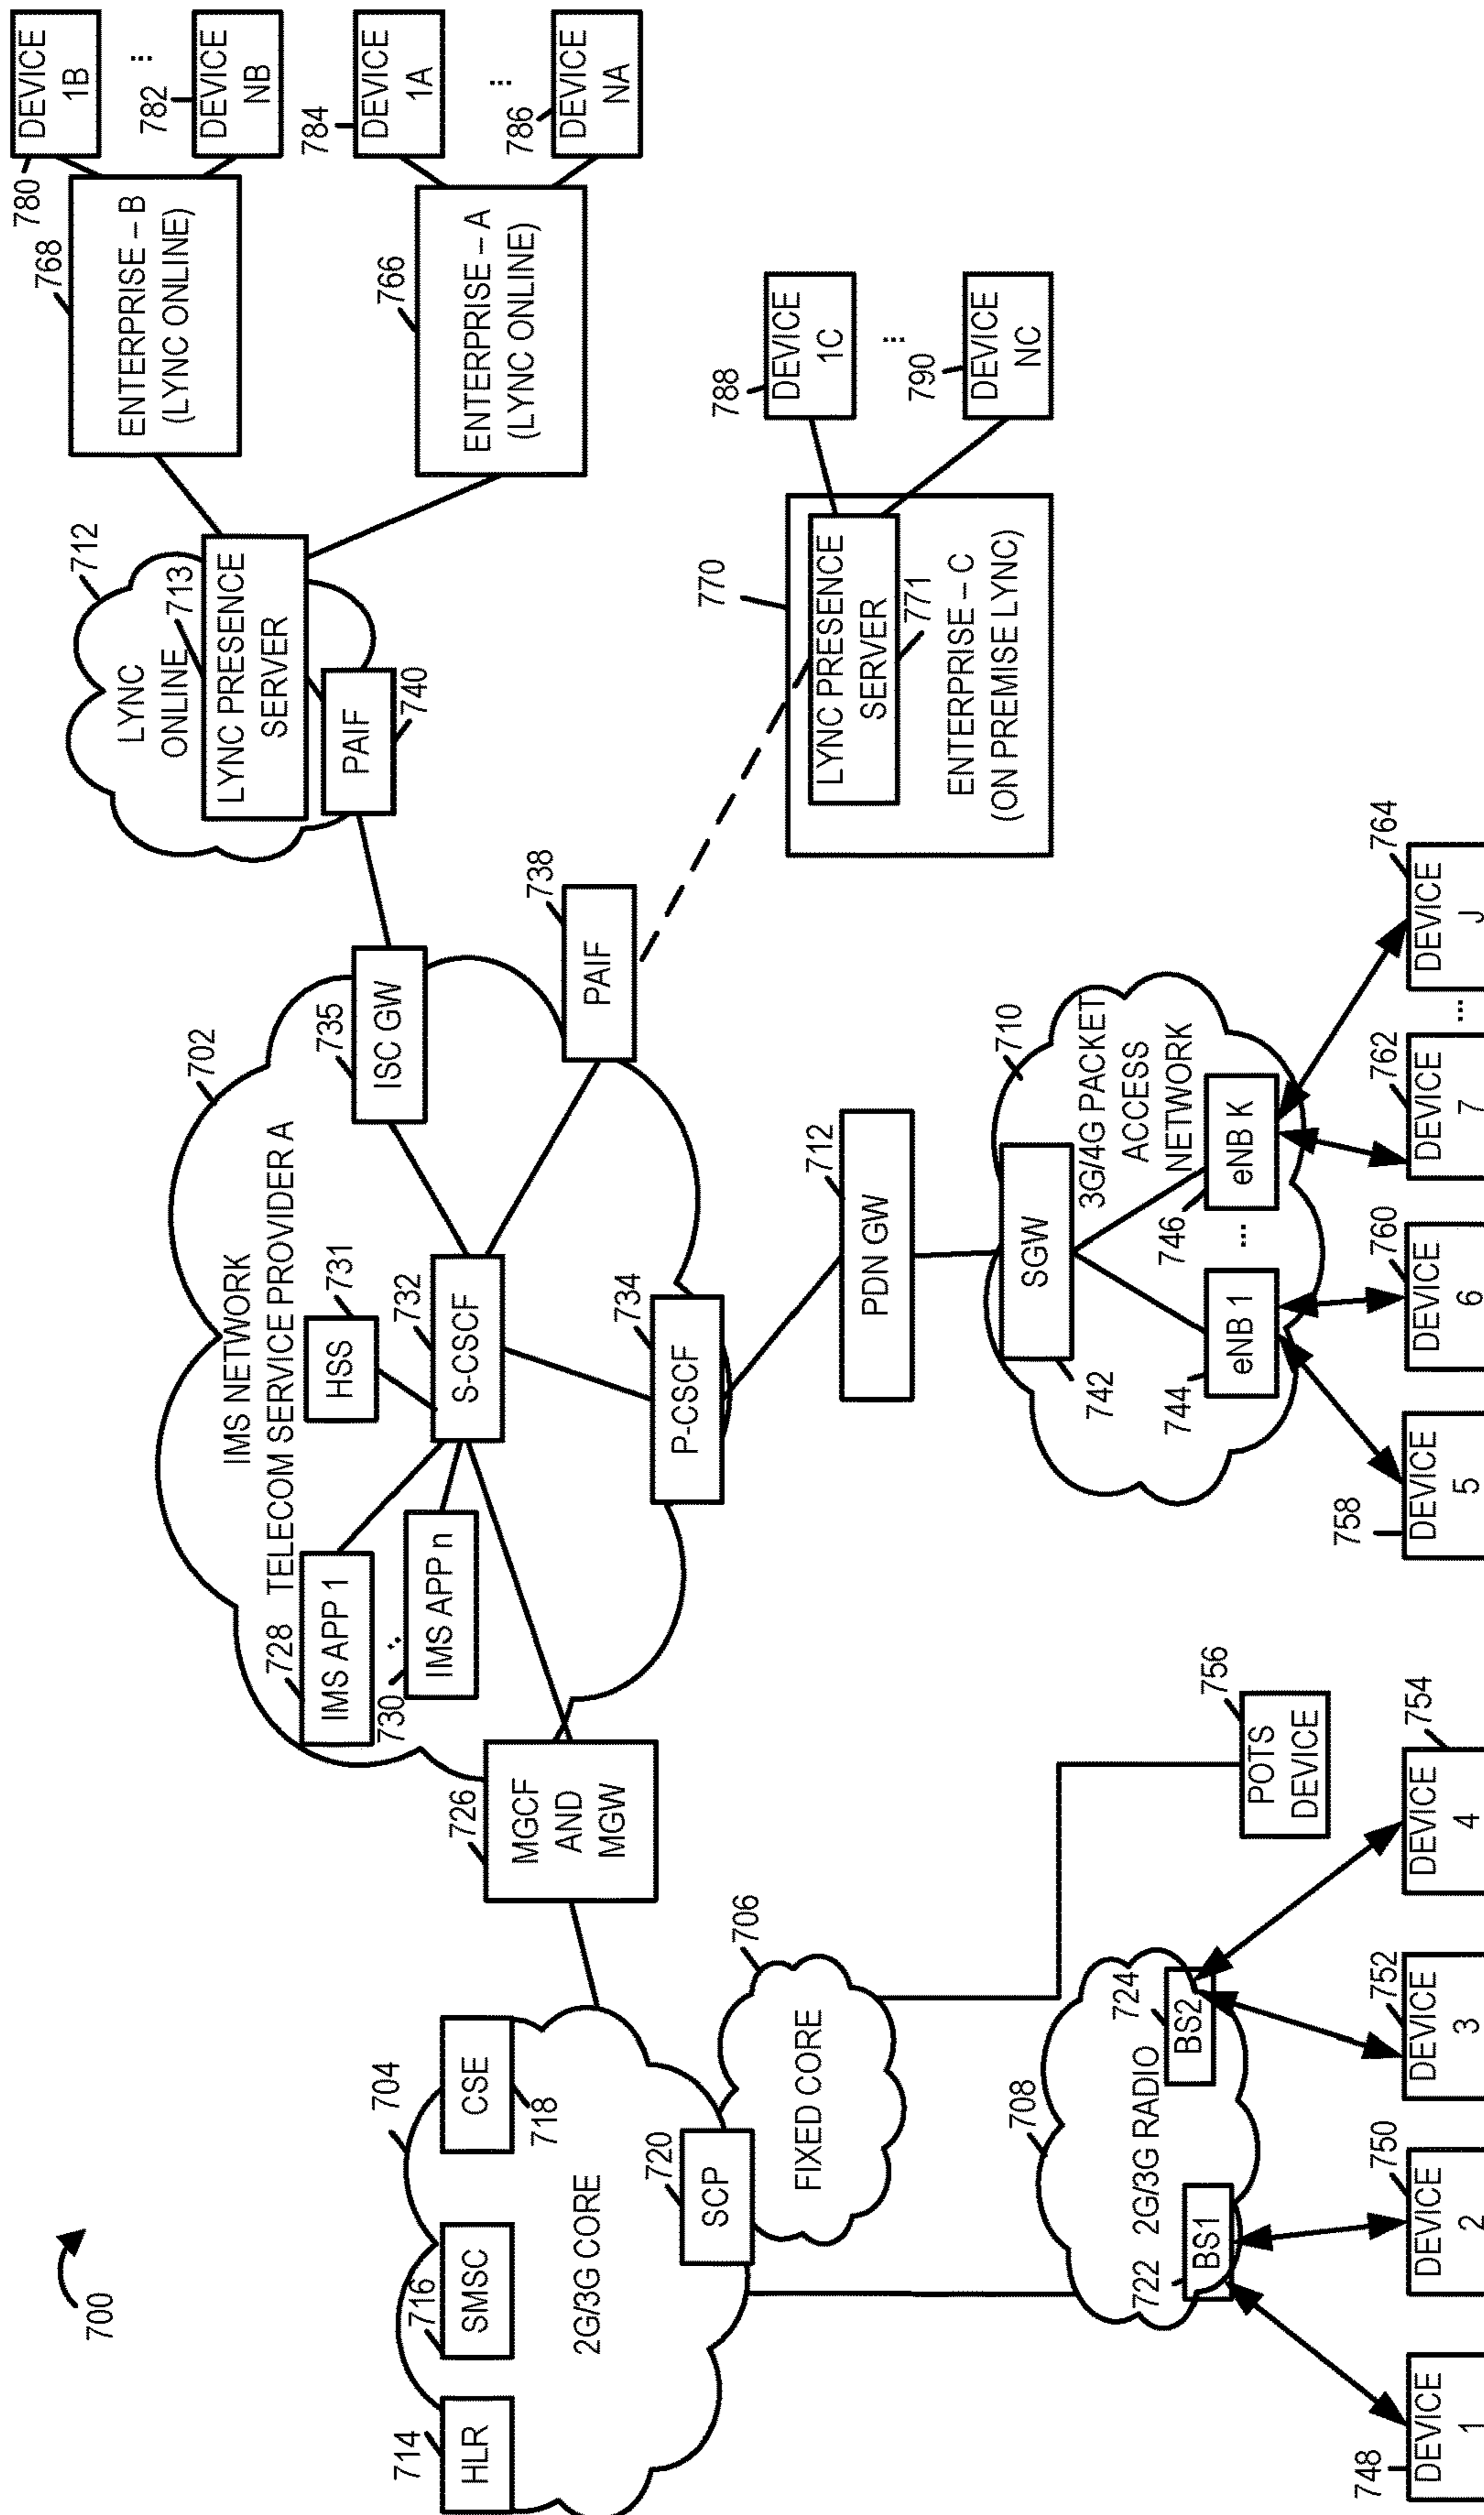 700
702
IMS NETWORK
TELECOM SERVICE PROVIDER A
728
IMS APP 1
730
...
IMS APP n
HSS
731
S-CSCF
732
P-CSCF
734
ISC GW
735
PAIF
738
MGCF
AND
MGW
726
704
HLR
714
SMSC
716
CSE
718
2G/3G CORE
SCP
720
FIXED CORE
706
708
2G/3G RADIO
BS1
722
BS2
724
POTS
DEVICE
756
DEVICE
1
748
DEVICE
2
750
DEVICE
3
752
DEVICE
4
754
PDN GW
712
710
3G/4G PACKET
ACCESS
NETWORK
SGW
742
eNB 1
744
...
eNB K
746
DEVICE
5
758
DEVICE
6
760
DEVICE
7
762
...
DEVICE
J
764
712
LYNC
ONLINE
713
LYNC PRESENCE
SERVER
PAIF
740
768
ENTERPRISE – B
(LYNC ONLINE)
766
ENTERPRISE – A
(LYNC ONLINE)
780
DEVICE
1B
...
782
DEVICE
NB
784
DEVICE
1A
...
786
DEVICE
NA
770
LYNC PRESENCE
SERVER
771
ENTERPRISE – C
(ON PREMISE LYNC)
788
DEVICE
1C
...
790
DEVICE
NC